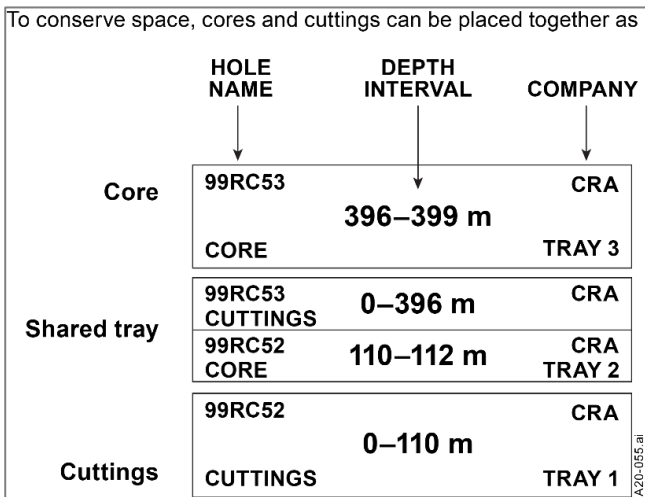 To conserve space, cores and cuttings can be placed together as
HOLE NAME
DEPTH INTERVAL
COMPANY
Core
99RC53
CRA
396–399 m
CORE
TRAY 3
Shared tray
99RC53
CUTTINGS
0–396 m
CRA
99RC52
CORE
110–112 m
CRA
TRAY 2
Cuttings
99RC52
CRA
0–110 m
CUTTINGS
TRAY 1
A20-055.ai